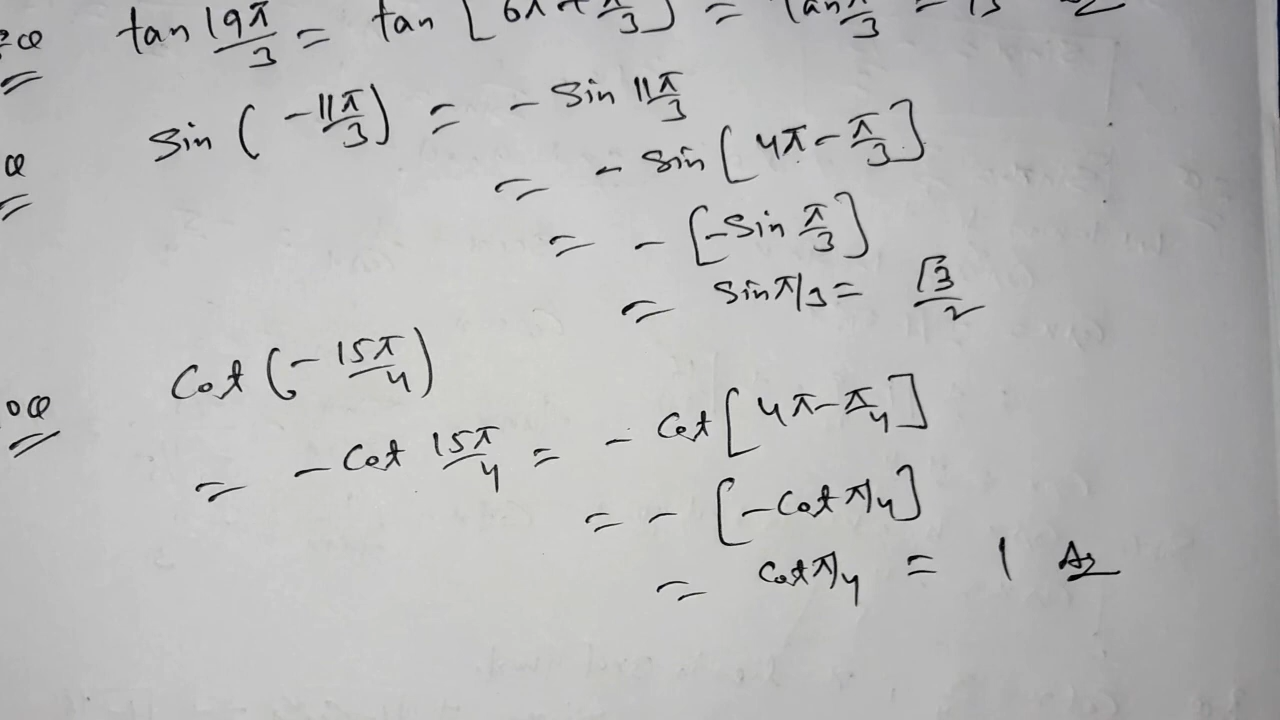 tan 19π/3 = tan [6π + π/3] = tan π/3 = √3
sin (-11π/3) = - sin 11π/3
= - sin [4π - π/3]
= - [-sin π/3]
= sin π/3 = √3/2
cot (-15π/4)
= - cot 15π/4 = - cot [4π - π/4]
= - [-cot π/4]
= cot π/4 = 1